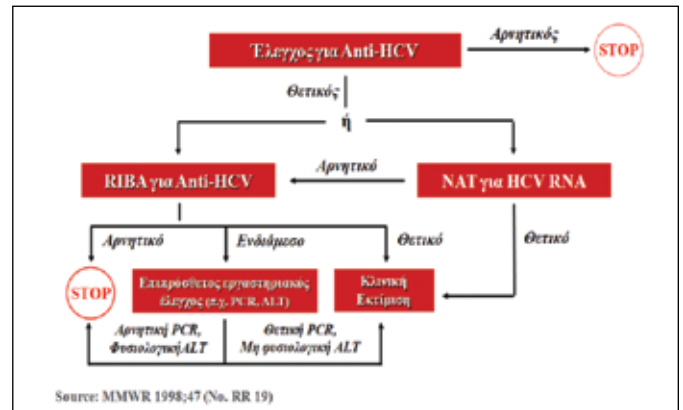 Έλεγχος για Anti-HCV
Αρνητικός
STOP
Θετικός
ή
RIBA για Anti-HCV
Αρνητικό
NAT για HCV RNA
Αρνητικό
Ενδιάμεσο
Θετικό
Θετικό
STOP
Επιπρόσθετος εργαστηριακός
έλεγχος (π.χ. PCR, ALT)
Κλινική
Εκτίμιση
Αρνητική PCR,
Φυσιολογική ALT
Θετική PCR,
Μη φυσιολογική ALT
Source: MMWR 1998;47 (No. RR 19)